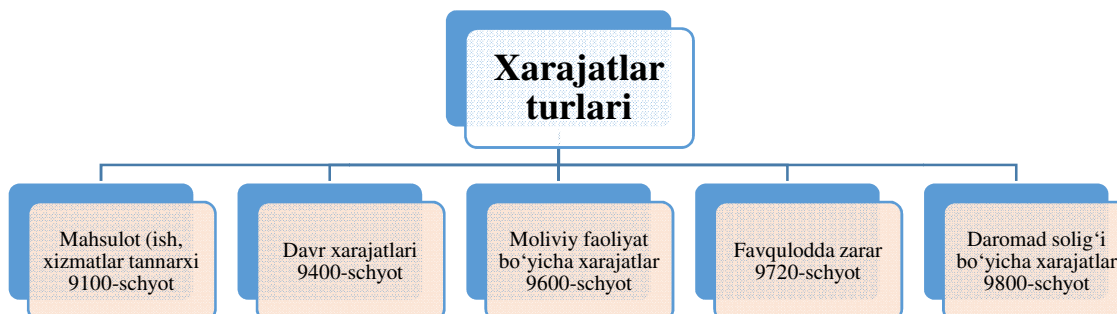 Xarajatlar
turlari
Mahsulot (ish,
xizmatlar tannarxi
9100-schyot
Davr xarajatlari
9400-schyot
Moliviy faoliyat
bo‘yicha xarajatlar
9600-schyot
Favqulodda zarar
9720-schyot
Daromad solig‘i
bo‘yicha xarajatlar
9800-schyot